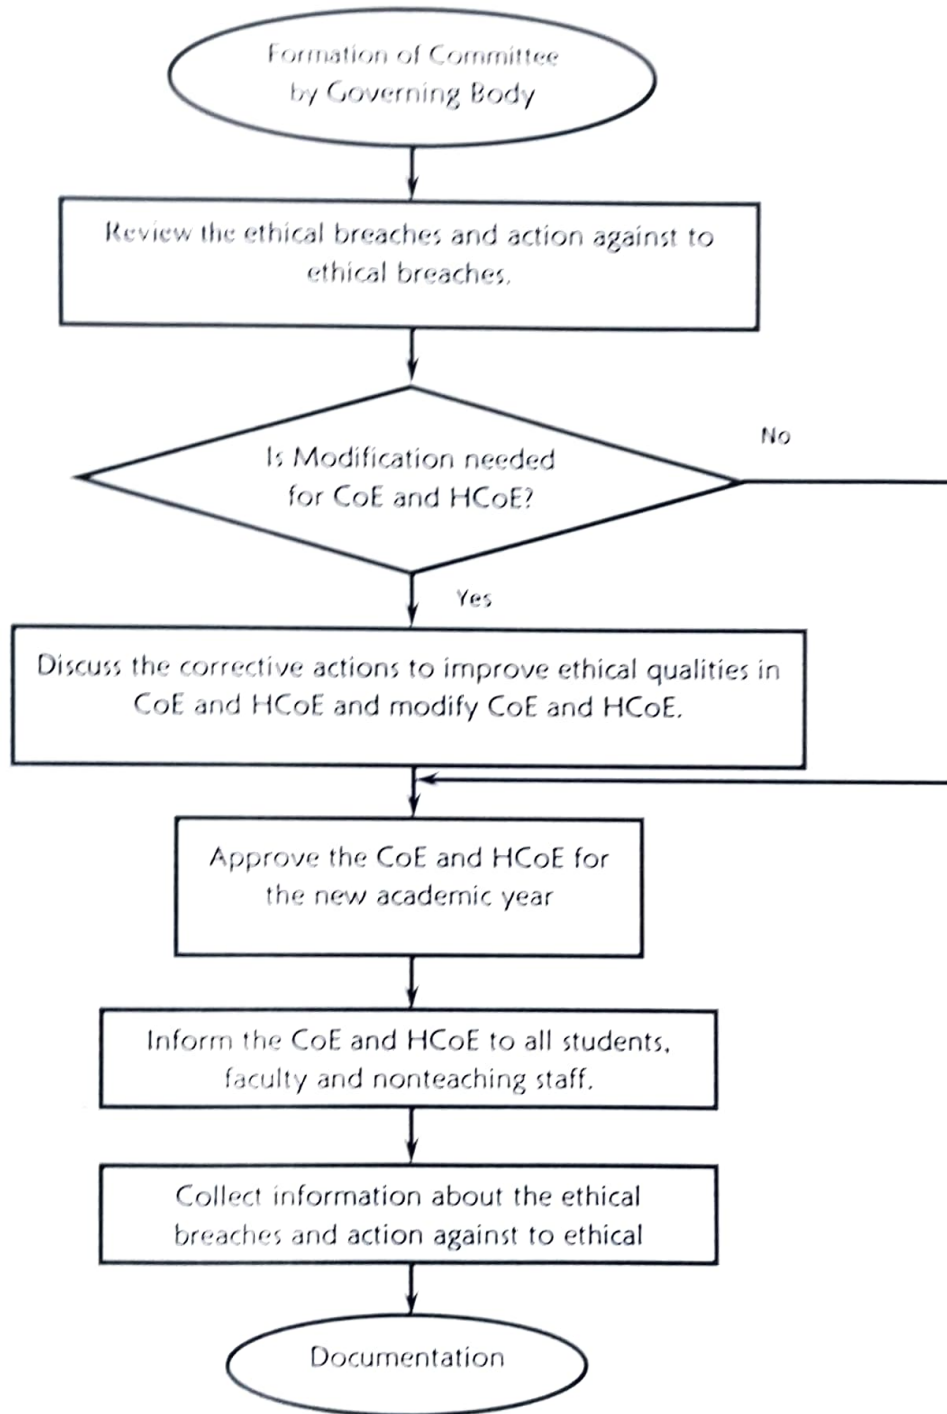 Formation of Committee
by Governing Body
Review the ethical breaches and action against to
ethical breaches.
No
Is Modification needed
for CoE and HCoE?
Yes
Discuss the corrective actions to improve ethical qualities in
CoE and HCoE and modify CoE and HCoE.
Approve the CoE and HCoE for
the new academic year
Inform the CoE and HCoE to all students,
faculty and nonteaching staff.
Collect information about the ethical
breaches and action against to ethical
Documentation